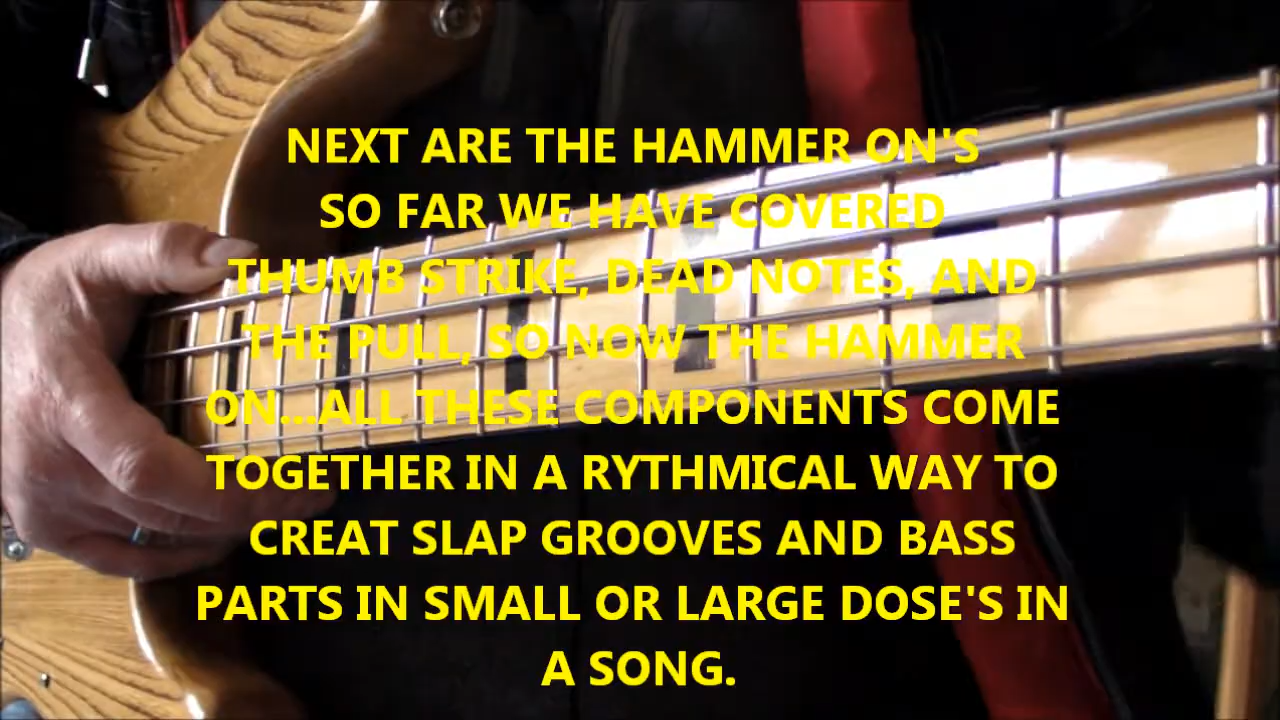 NEXT ARE THE HAMMER ON'S
SO FAR WE HAVE COVERED
THUMB STRIKE, DEAD NOTES, AND
THE PULL, SO NOW THE HAMMER
ON...ALL THESE COMPONENTS COME
TOGETHER IN A RYTHMICAL WAY TO
CREAT SLAP GROOVES AND BASS
PARTS IN SMALL OR LARGE DOSE'S IN
A SONG.